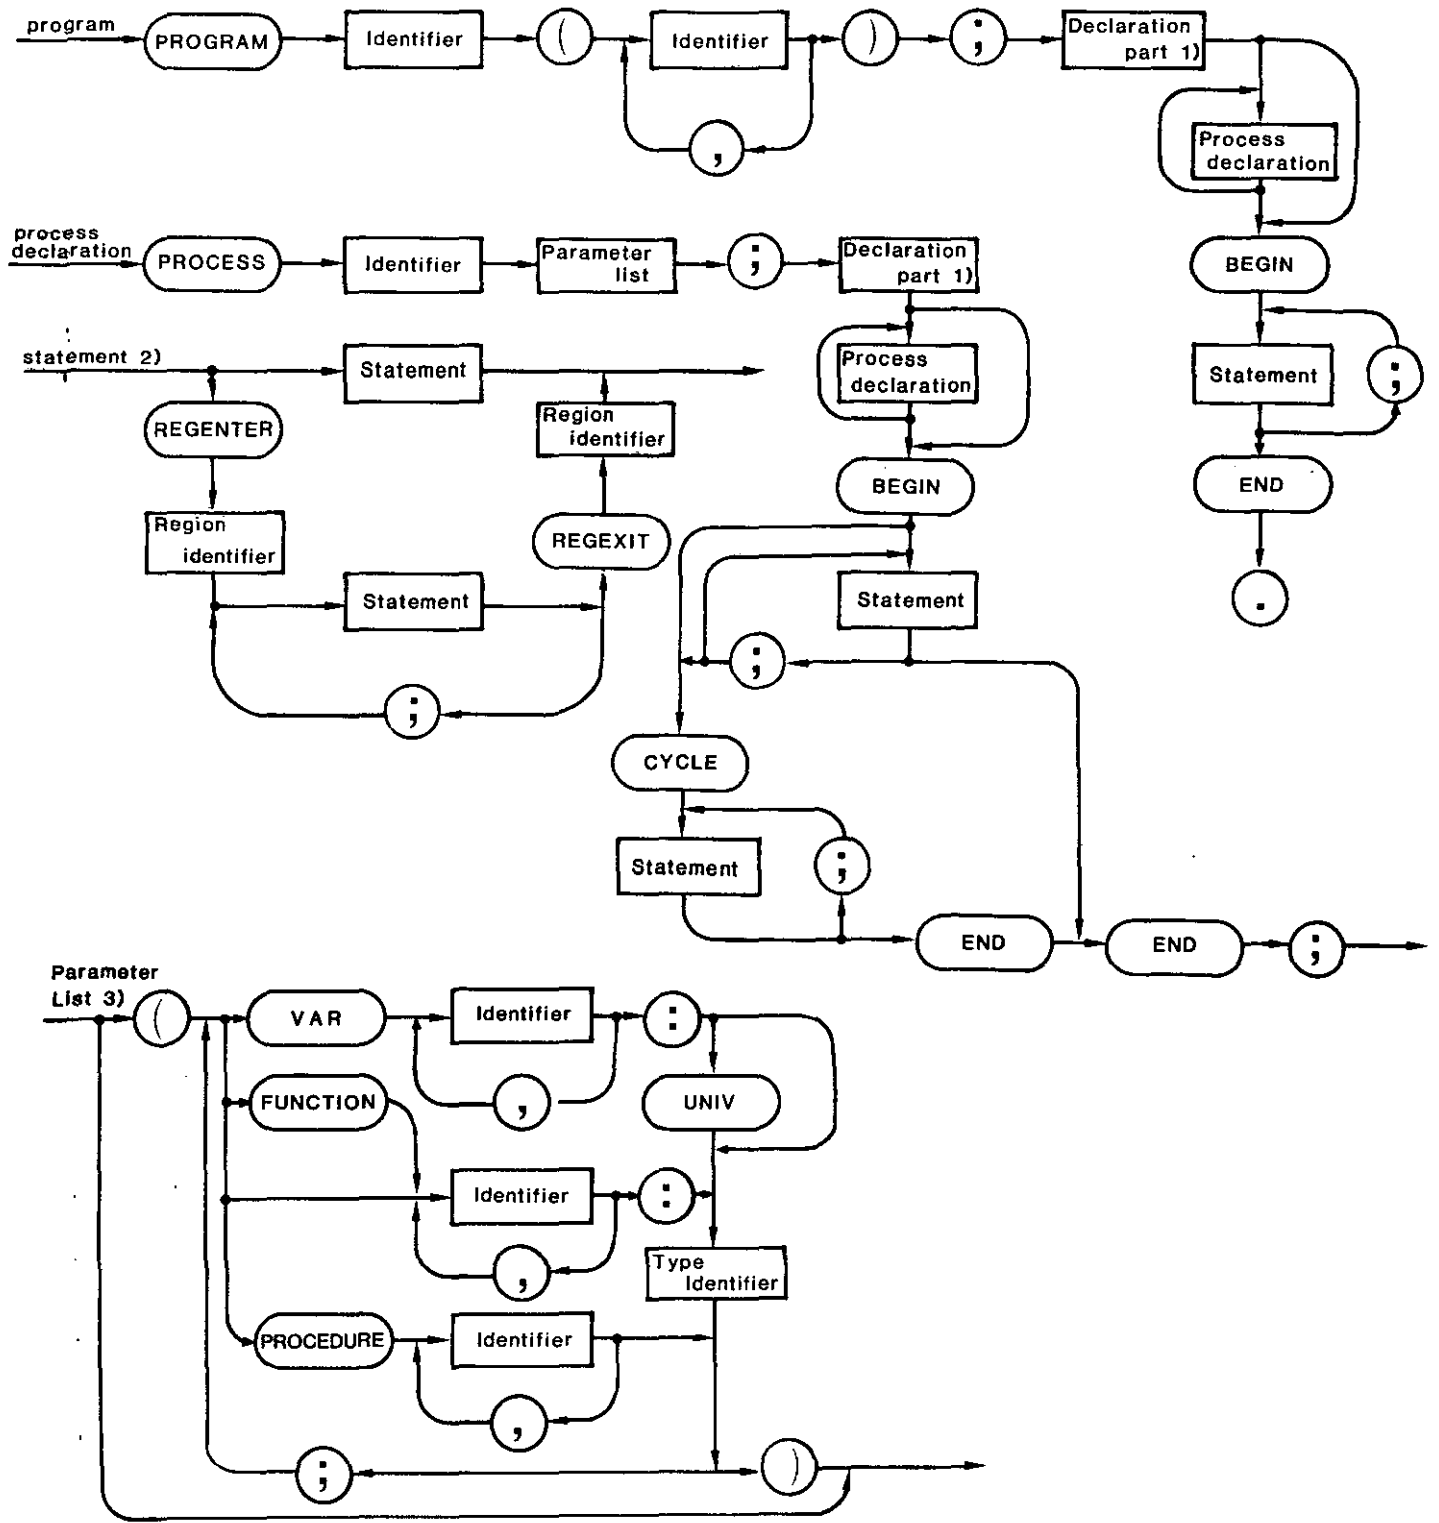 program
PROGRAM
Identifier
(
Identifier
)
;
Declaration
part 1)
,
Process
declaration
BEGIN
Statement
;
END
.
process
declaration
PROCESS
Identifier
Parameter
list
;
Declaration
part 1)
Process
declaration
BEGIN
Statement
;
CYCLE
Statement
;
END
END
;
statement 2)
Statement
REGENTER
Region
identifier
Statement
;
REGEXIT
Region
identifier
Parameter
List 3)
(
VAR
Identifier
:
,
UNIV
FUNCTION
Identifier
:
,
Type
Identifier
PROCEDURE
Identifier
,
;
)